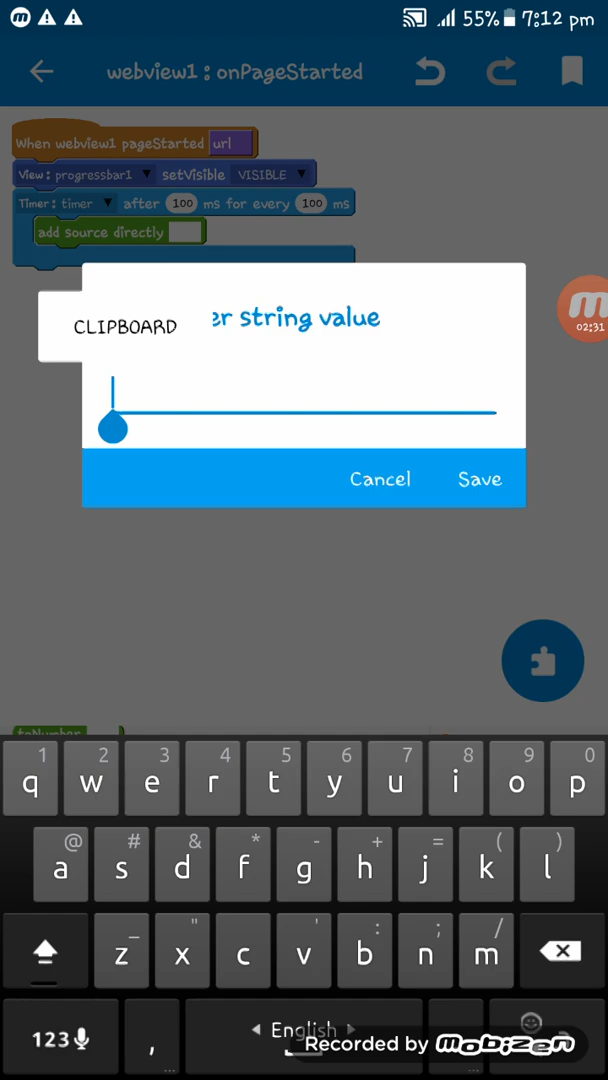 55% 7:12 pm
webview1 : onPageStarted
When webview1 pageStarted url
View : progressbar1 setVisible VISIBLE
Timer : timer after 100 ms for every 100 ms
add source directly
CLIPBOARD
er string value
02:31
Cancel Save
toNumber
1 2 3 4 5 6 7 8 9 0
q w e r t y u i o p
@ # & * - + = ( )
a s d f g h j k l
_ " ' : ; /
z x c v b n m
123 , English
Recorded by mobizen